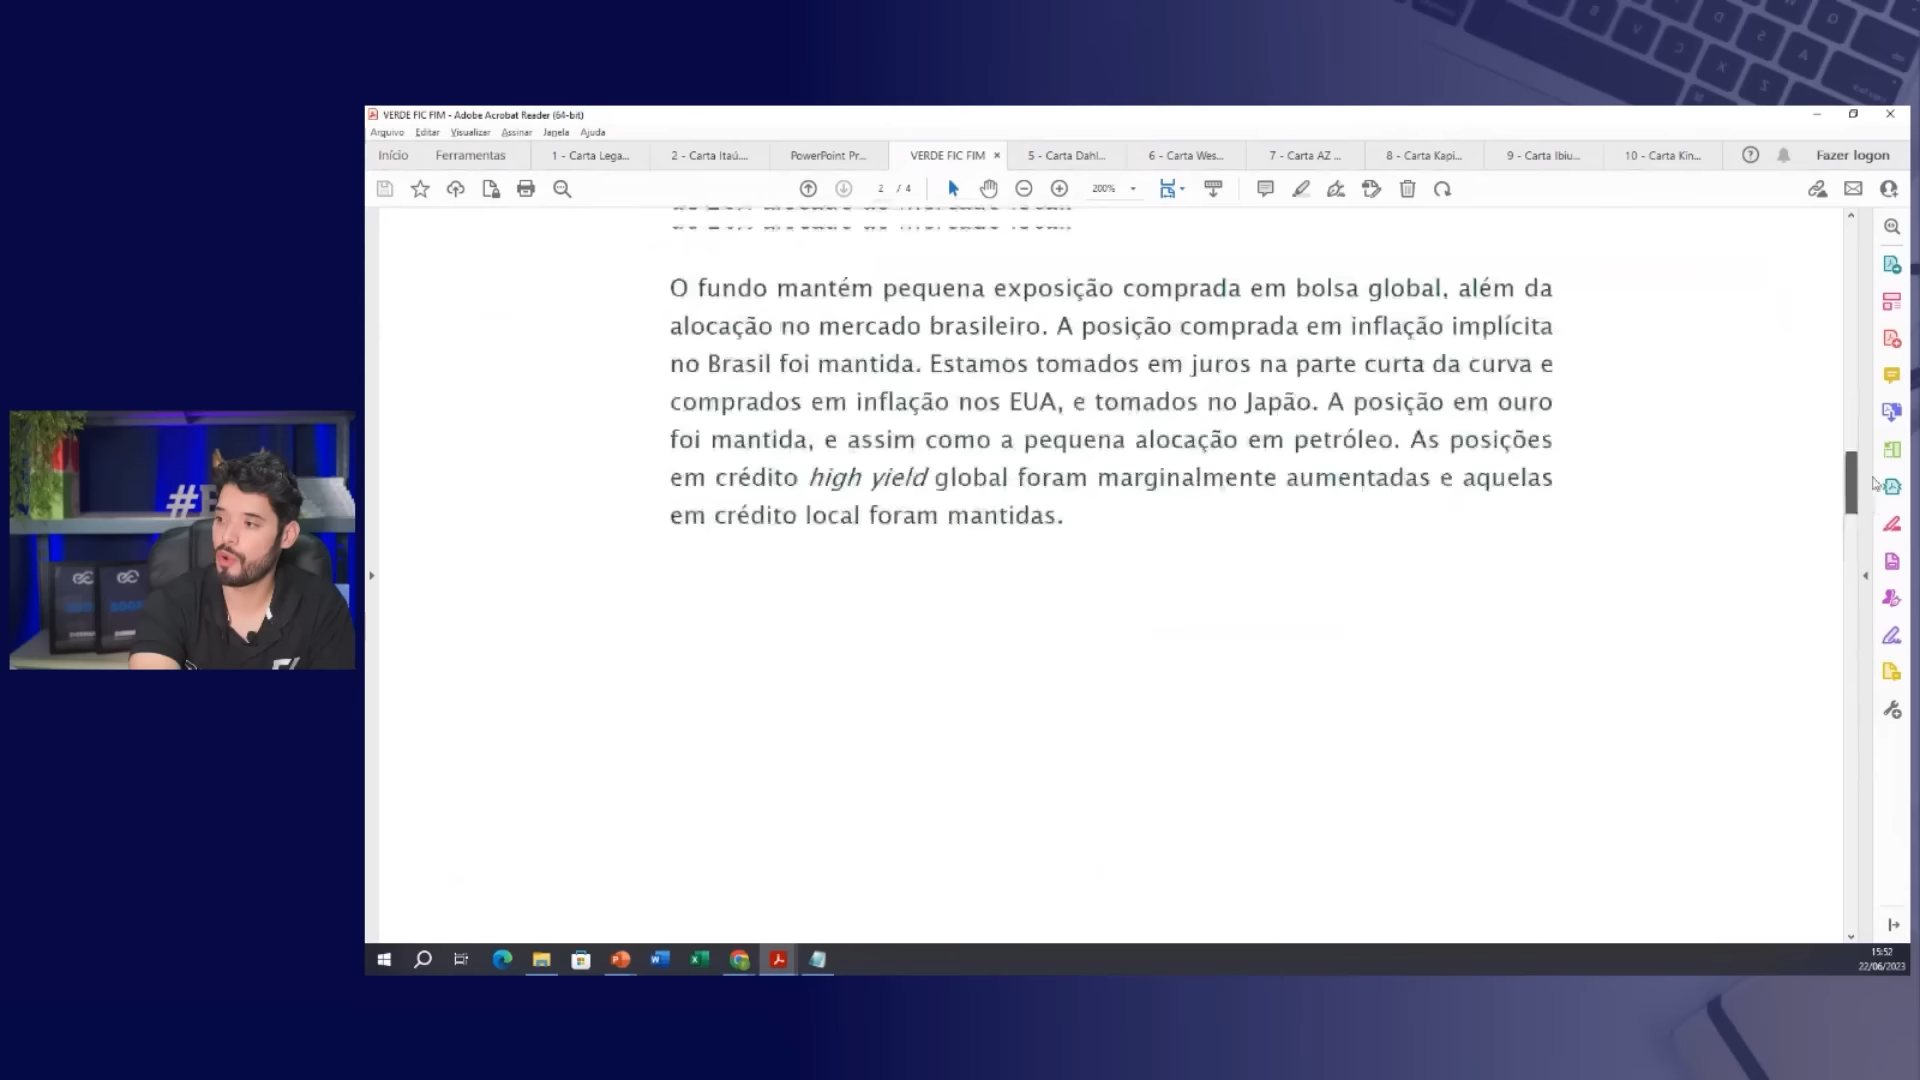 VERDE FIC FIM - Adobe Acrobat Reader (64-bit)
Arquivo Editar Visualizar Assinar Janela Ajuda
Início Ferramentas 1 - Carta Lega... 2 - Carta Itaú... PowerPoint Pr... VERDE FIC FIM × 5 - Carta Dahl... 6 - Carta Wes... 7 - Carta AZ ... 8 - Carta Kapi... 9 - Carta Ibiu... 10 - Carta Kin... Fazer logon
2 / 4 200%
O fundo mantém pequena exposição comprada em bolsa global, além da
alocação no mercado brasileiro. A posição comprada em inflação implícita
no Brasil foi mantida. Estamos tomados em juros na parte curta da curva e
comprados em inflação nos EUA, e tomados no Japão. A posição em ouro
foi mantida, e assim como a pequena alocação em petróleo. As posições
em crédito high yield global foram marginalmente aumentadas e aquelas
em crédito local foram mantidas.
15:52
22/06/2023